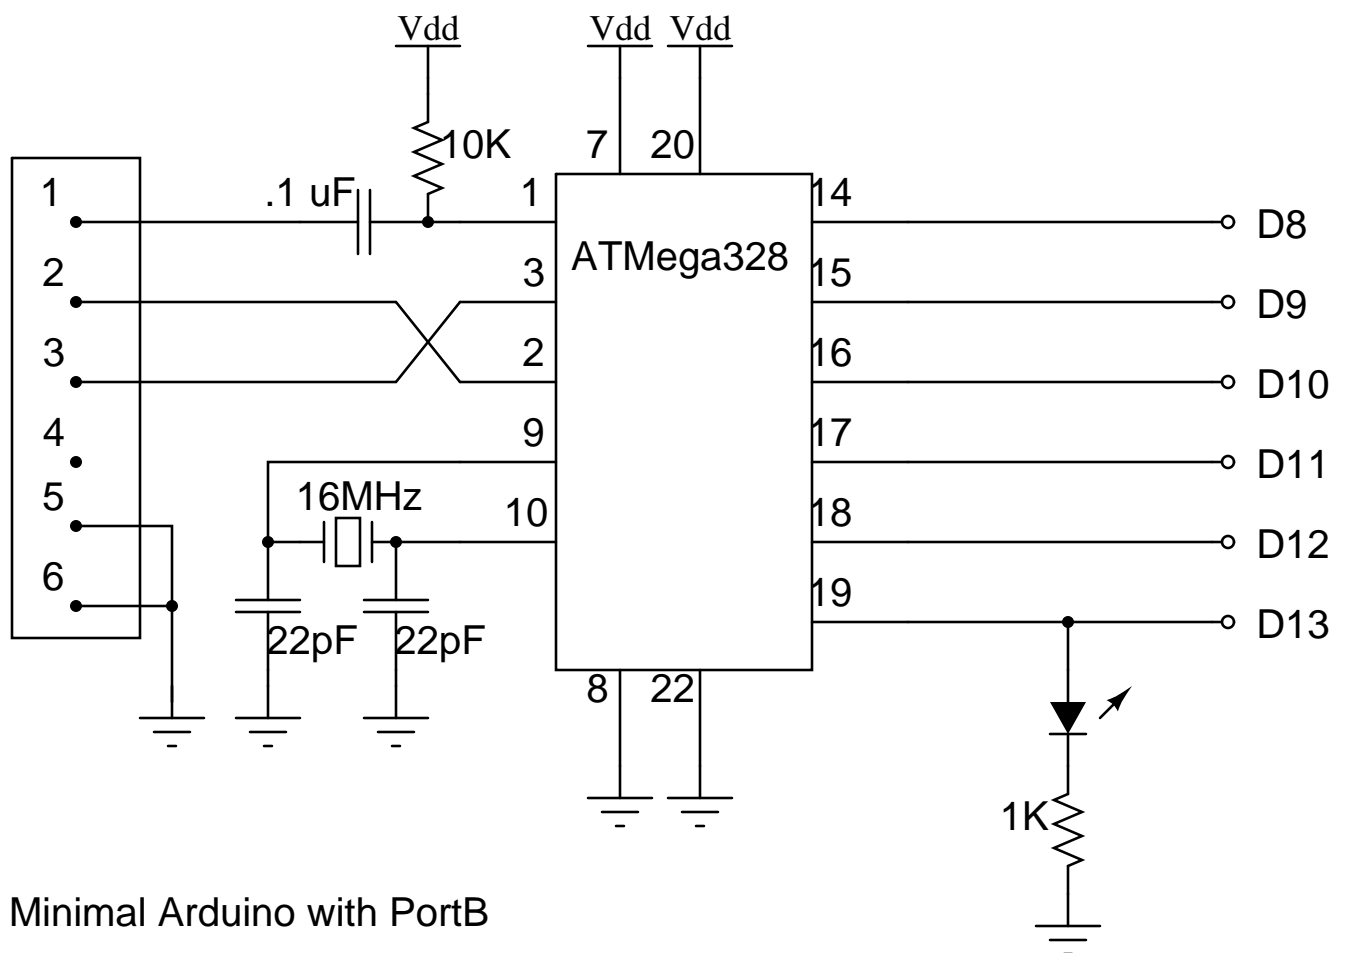 Vdd
Vdd
Vdd
10K
7
20
1
.1 uF
1
14
D8
ATMega328
2
3
15
D9
3
2
16
D10
4
9
17
D11
5
16MHz
10
18
D12
6
19
D13
22pF
22pF
8
22
1K
Minimal Arduino with PortB